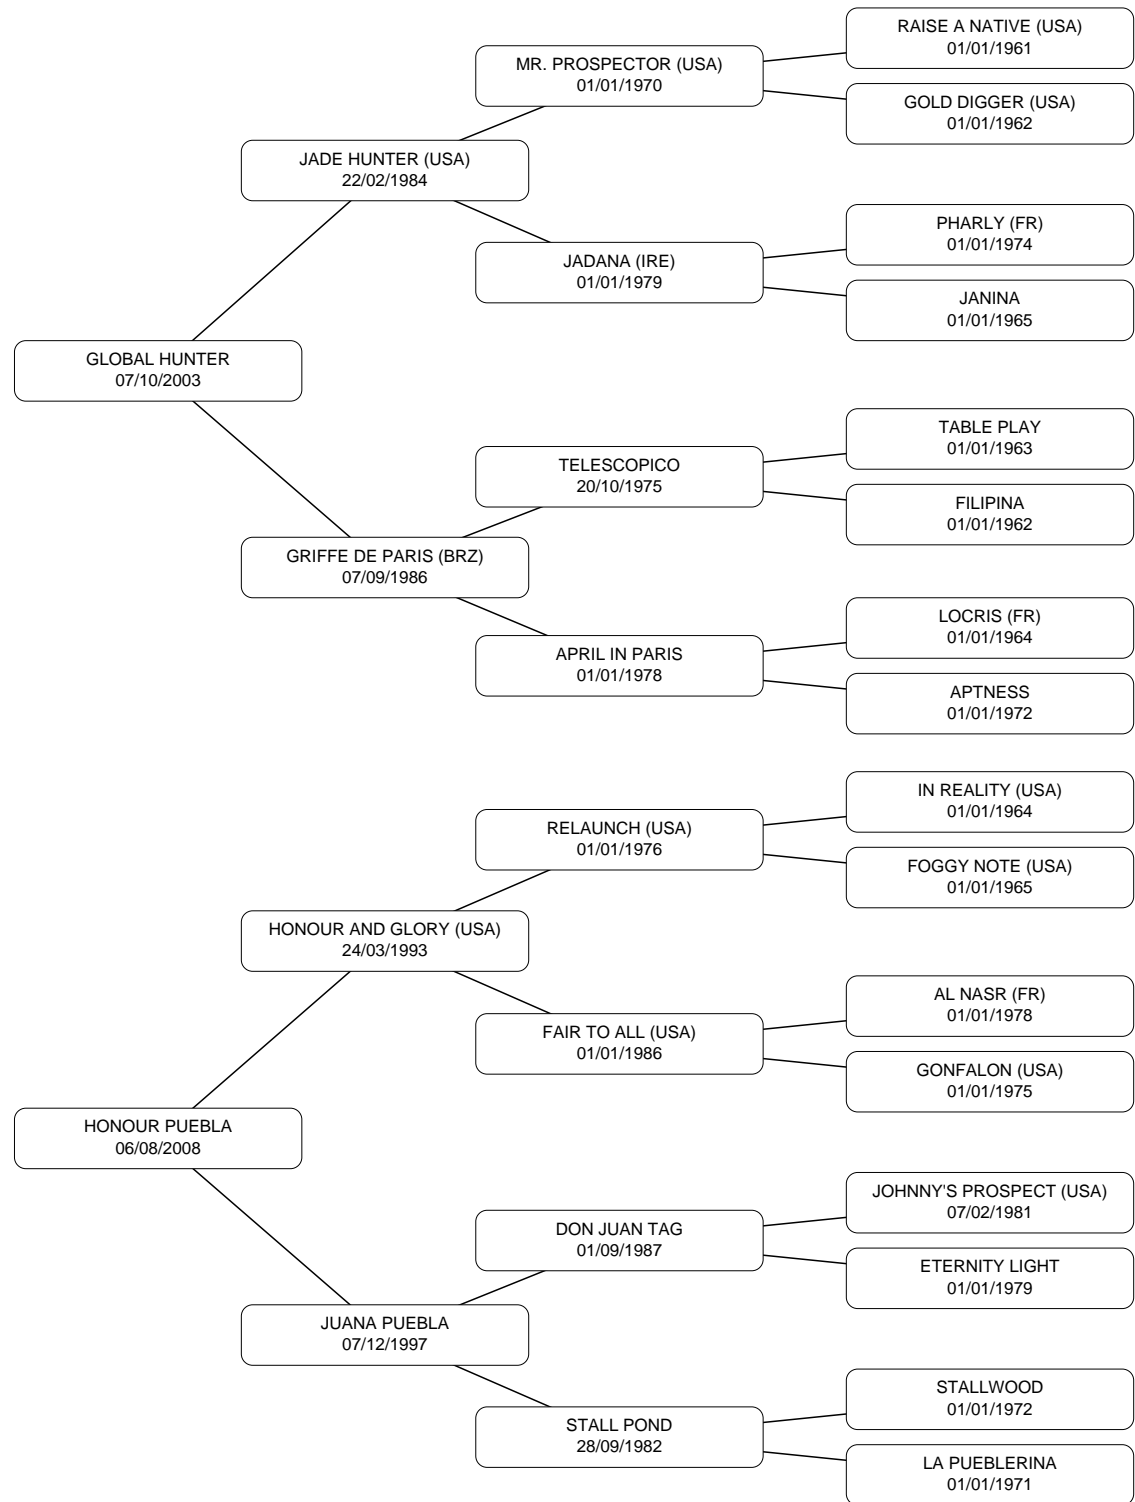 RAISE A NATIVE (USA)
01/01/1961
MR. PROSPECTOR (USA)
01/01/1970
GOLD DIGGER (USA)
01/01/1962
JADE HUNTER (USA)
22/02/1984
PHARLY (FR)
01/01/1974
JADANA (IRE)
01/01/1979
JANINA
01/01/1965
GLOBAL HUNTER
07/10/2003
TABLE PLAY
01/01/1963
TELESCOPICO
20/10/1975
FILIPINA
01/01/1962
GRIFFE DE PARIS (BRZ)
07/09/1986
LOCRIS (FR)
01/01/1964
APRIL IN PARIS
01/01/1978
APTNESS
01/01/1972
IN REALITY (USA)
01/01/1964
RELAUNCH (USA)
01/01/1976
FOGGY NOTE (USA)
01/01/1965
HONOUR AND GLORY (USA)
24/03/1993
AL NASR (FR)
01/01/1978
FAIR TO ALL (USA)
01/01/1986
GONFALON (USA)
01/01/1975
HONOUR PUEBLA
06/08/2008
JOHNNY'S PROSPECT (USA)
07/02/1981
DON JUAN TAG
01/09/1987
ETERNITY LIGHT
01/01/1979
JUANA PUEBLA
07/12/1997
STALLWOOD
01/01/1972
STALL POND
28/09/1982
LA PUEBLERINA
01/01/1971